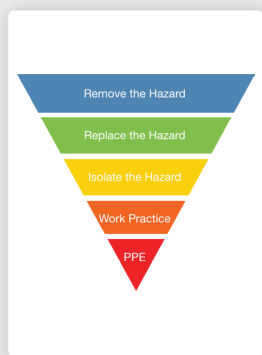 Remove the Hazard
Replace the Hazard
Isolate the Hazard
Work Practice
PPE